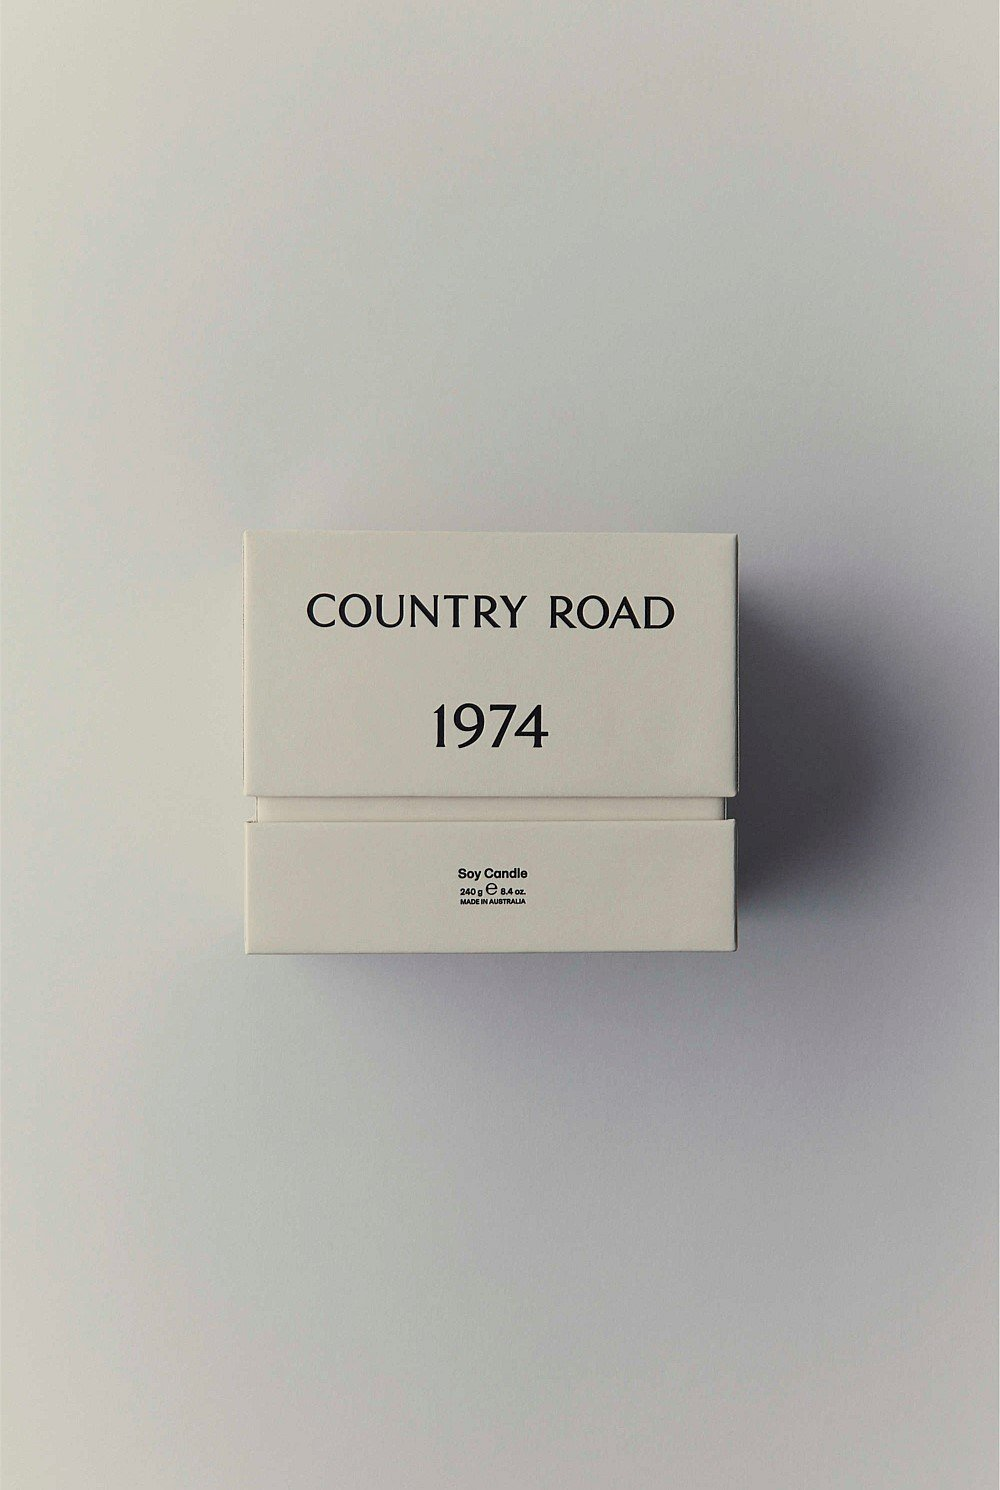 COUNTRY ROAD
1974
Soy Candle
240 g ℮ 8.4 oz.
MADE IN AUSTRALIA